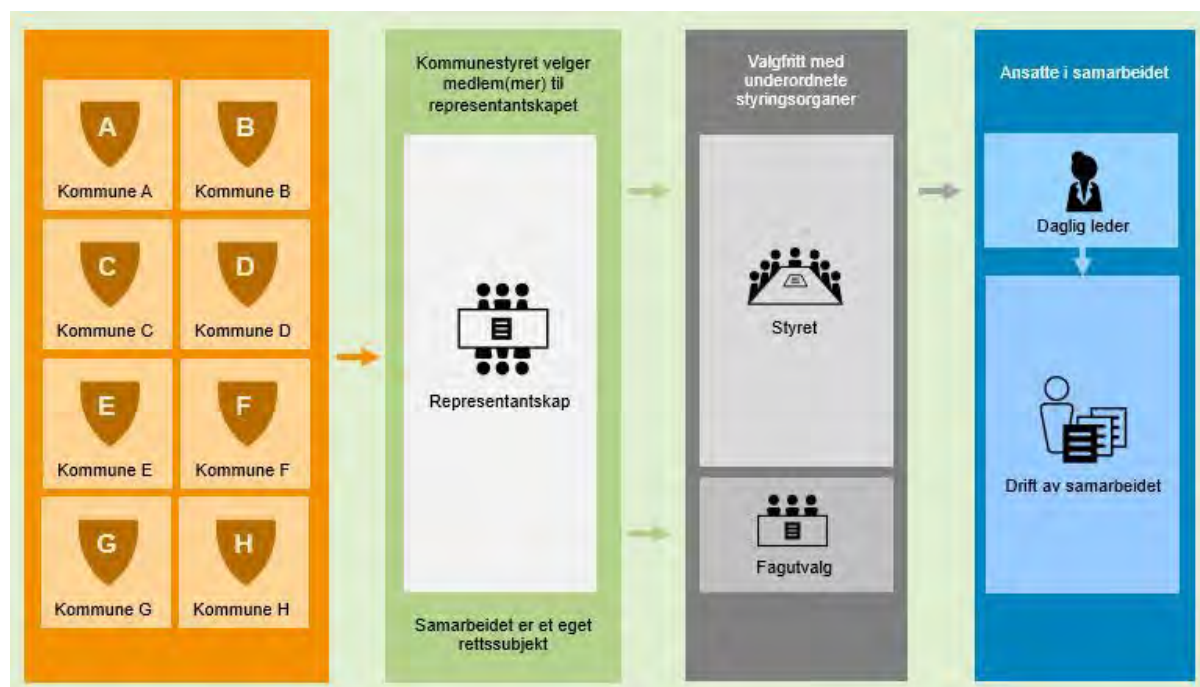 A
Kommune A
B
Kommune B
C
Kommune C
D
Kommune D
E
Kommune E
F
Kommune F
G
Kommune G
H
Kommune H
Kommunestyret velger
medlem(mer) til
representantskapet
Representantskap
Samarbeidet er et eget
rettssubjekt
Valgfritt med
underordnete
styringsorganer
Styret
Fagutvalg
Ansatte i samarbeidet
Daglig leder
Drift av samarbeidet